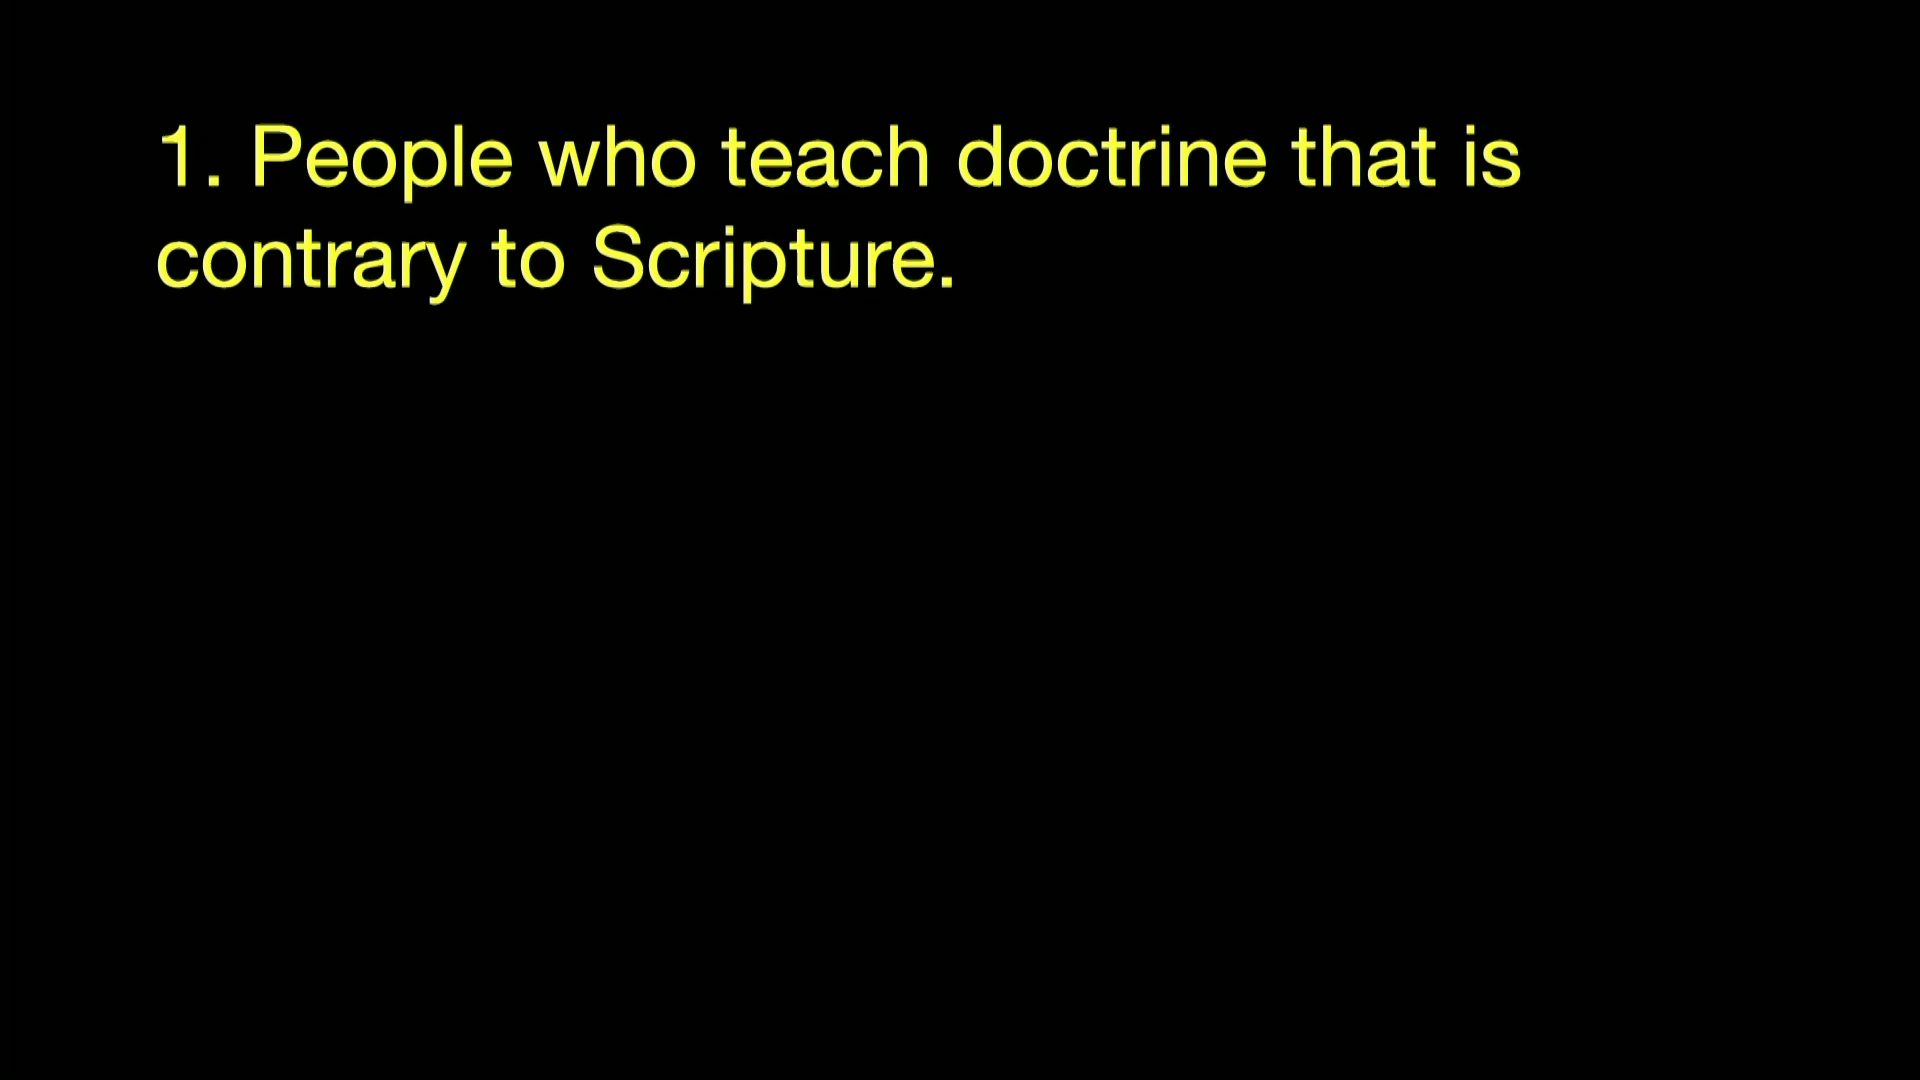 1. People who teach doctrine that is
contrary to Scripture.